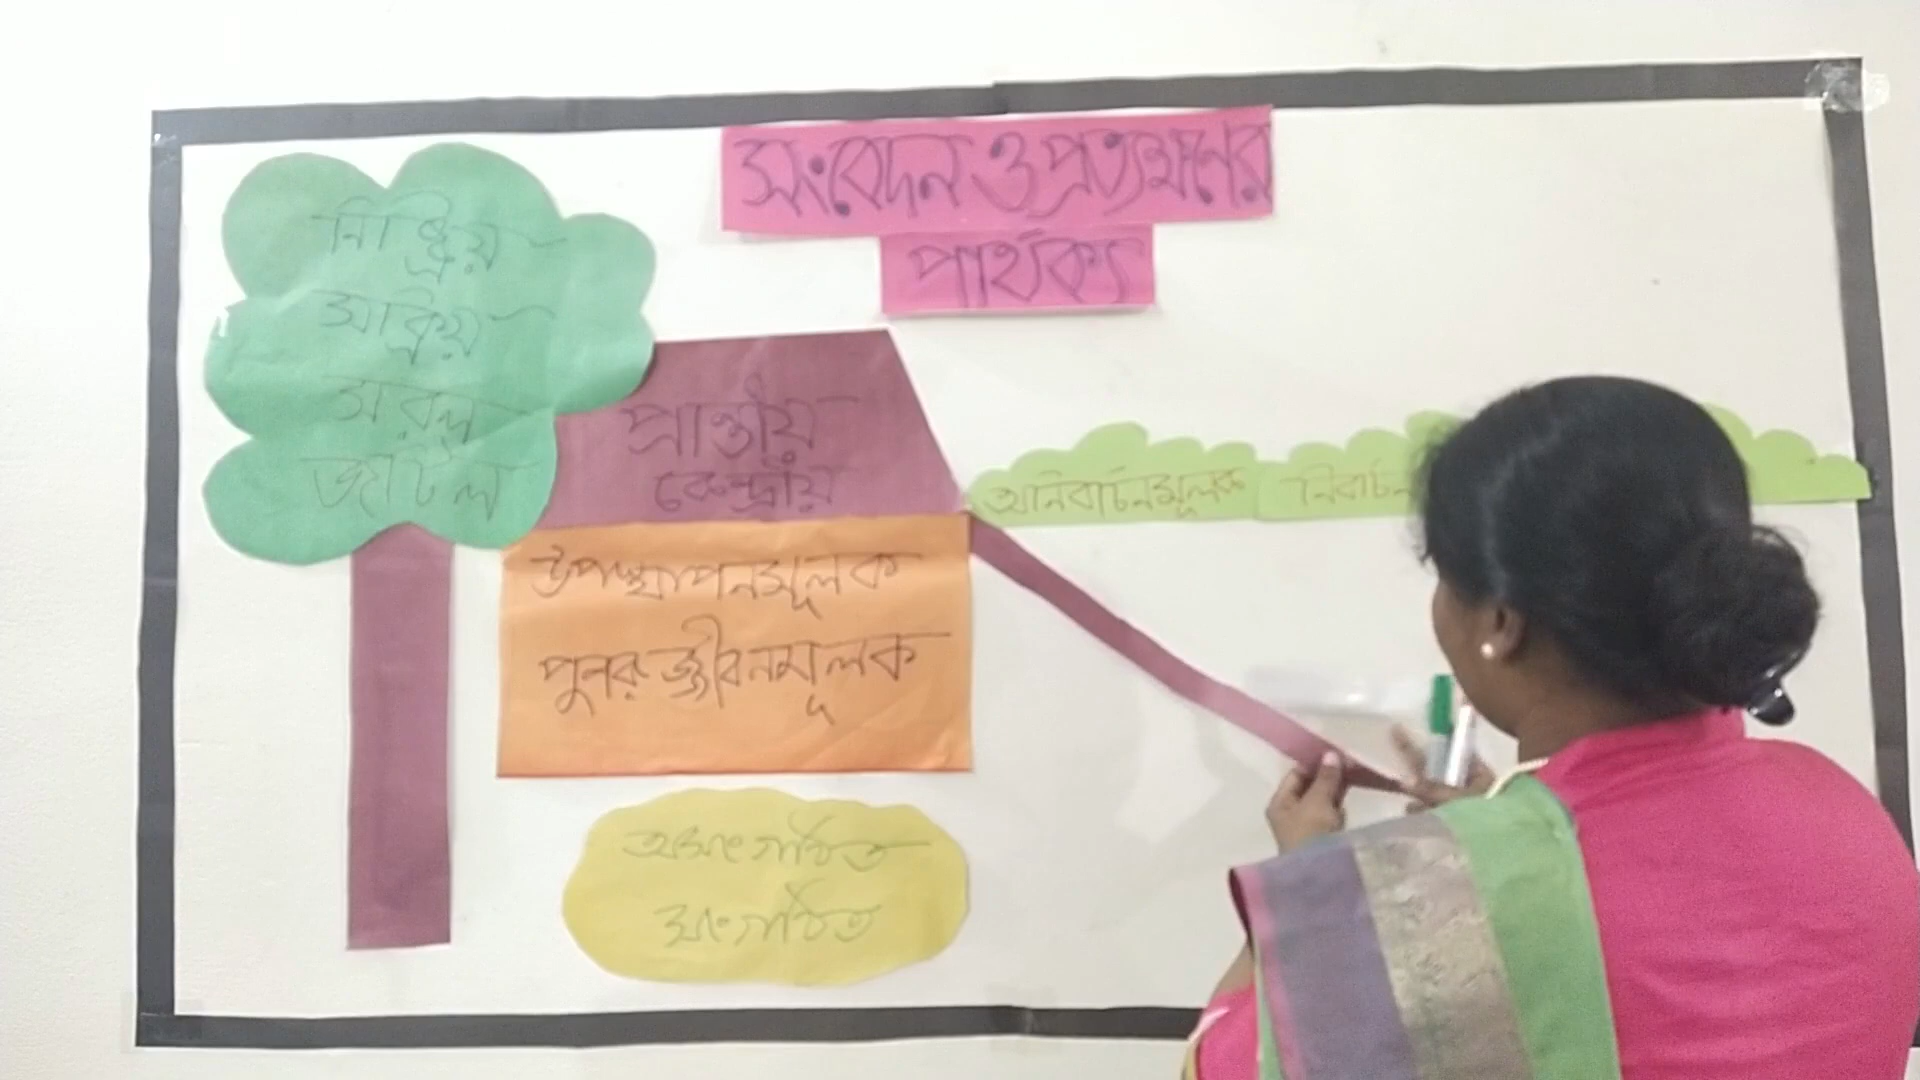 সংবেদন ও প্রত্যক্ষণের
পার্থক্য
নিষ্ক্রিয়
সক্রিয়
সরল
জটিল
প্রান্তীয়
কেন্দ্রীয়
অনির্বাচনমূলক নির্বাচন
উপস্থাপনমূলক
পুনরুজ্জীবনমূলক
অসংগঠিত
সংগঠিত